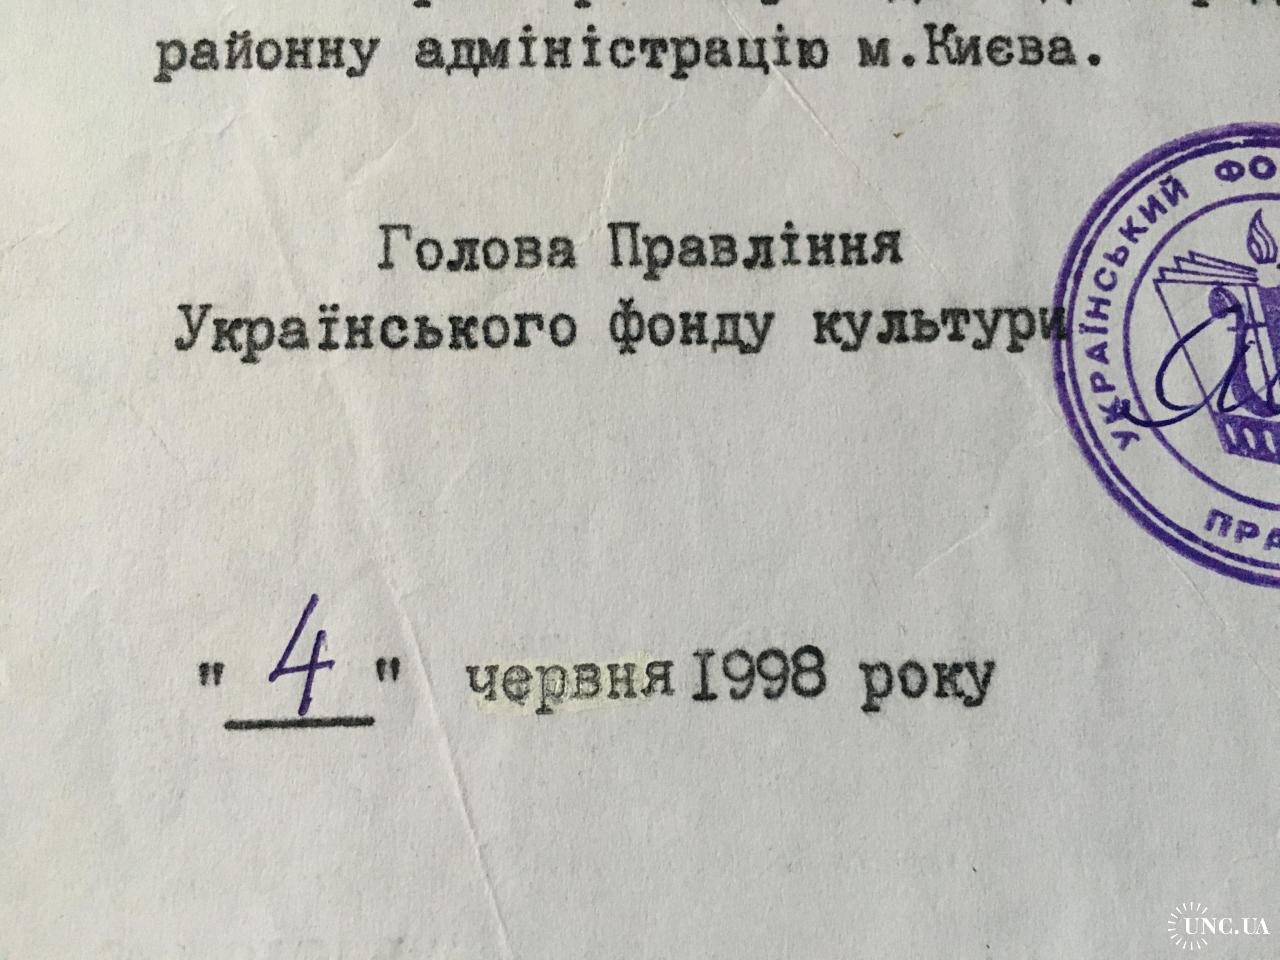 районну адміністрацію м.Києва.
Голова Правління
Українського фонду культури
УКРАЇНСЬКИЙ ФО
ПРА
"4" червня 1998 року
UNC.UA